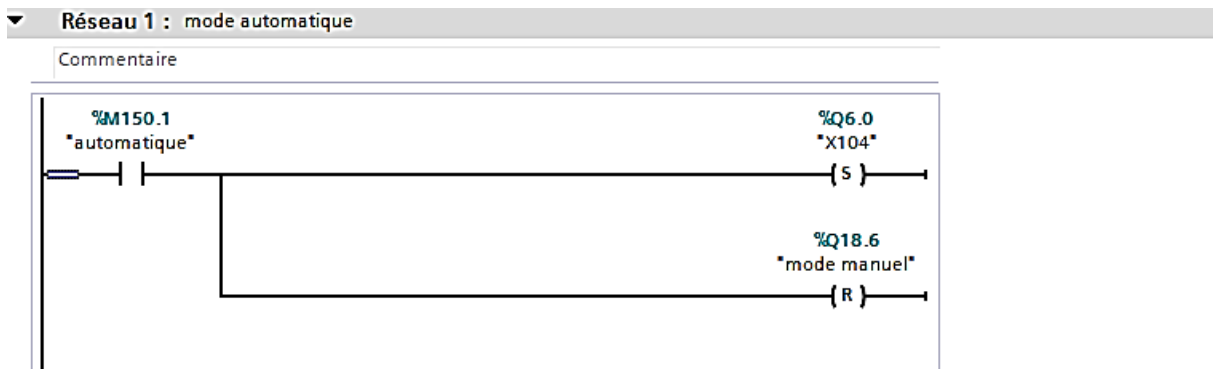 Réseau 1 : mode automatique
Commentaire
%M150.1
"automatique"
%Q6.0
"X104"
S
%Q18.6
"mode manuel"
R